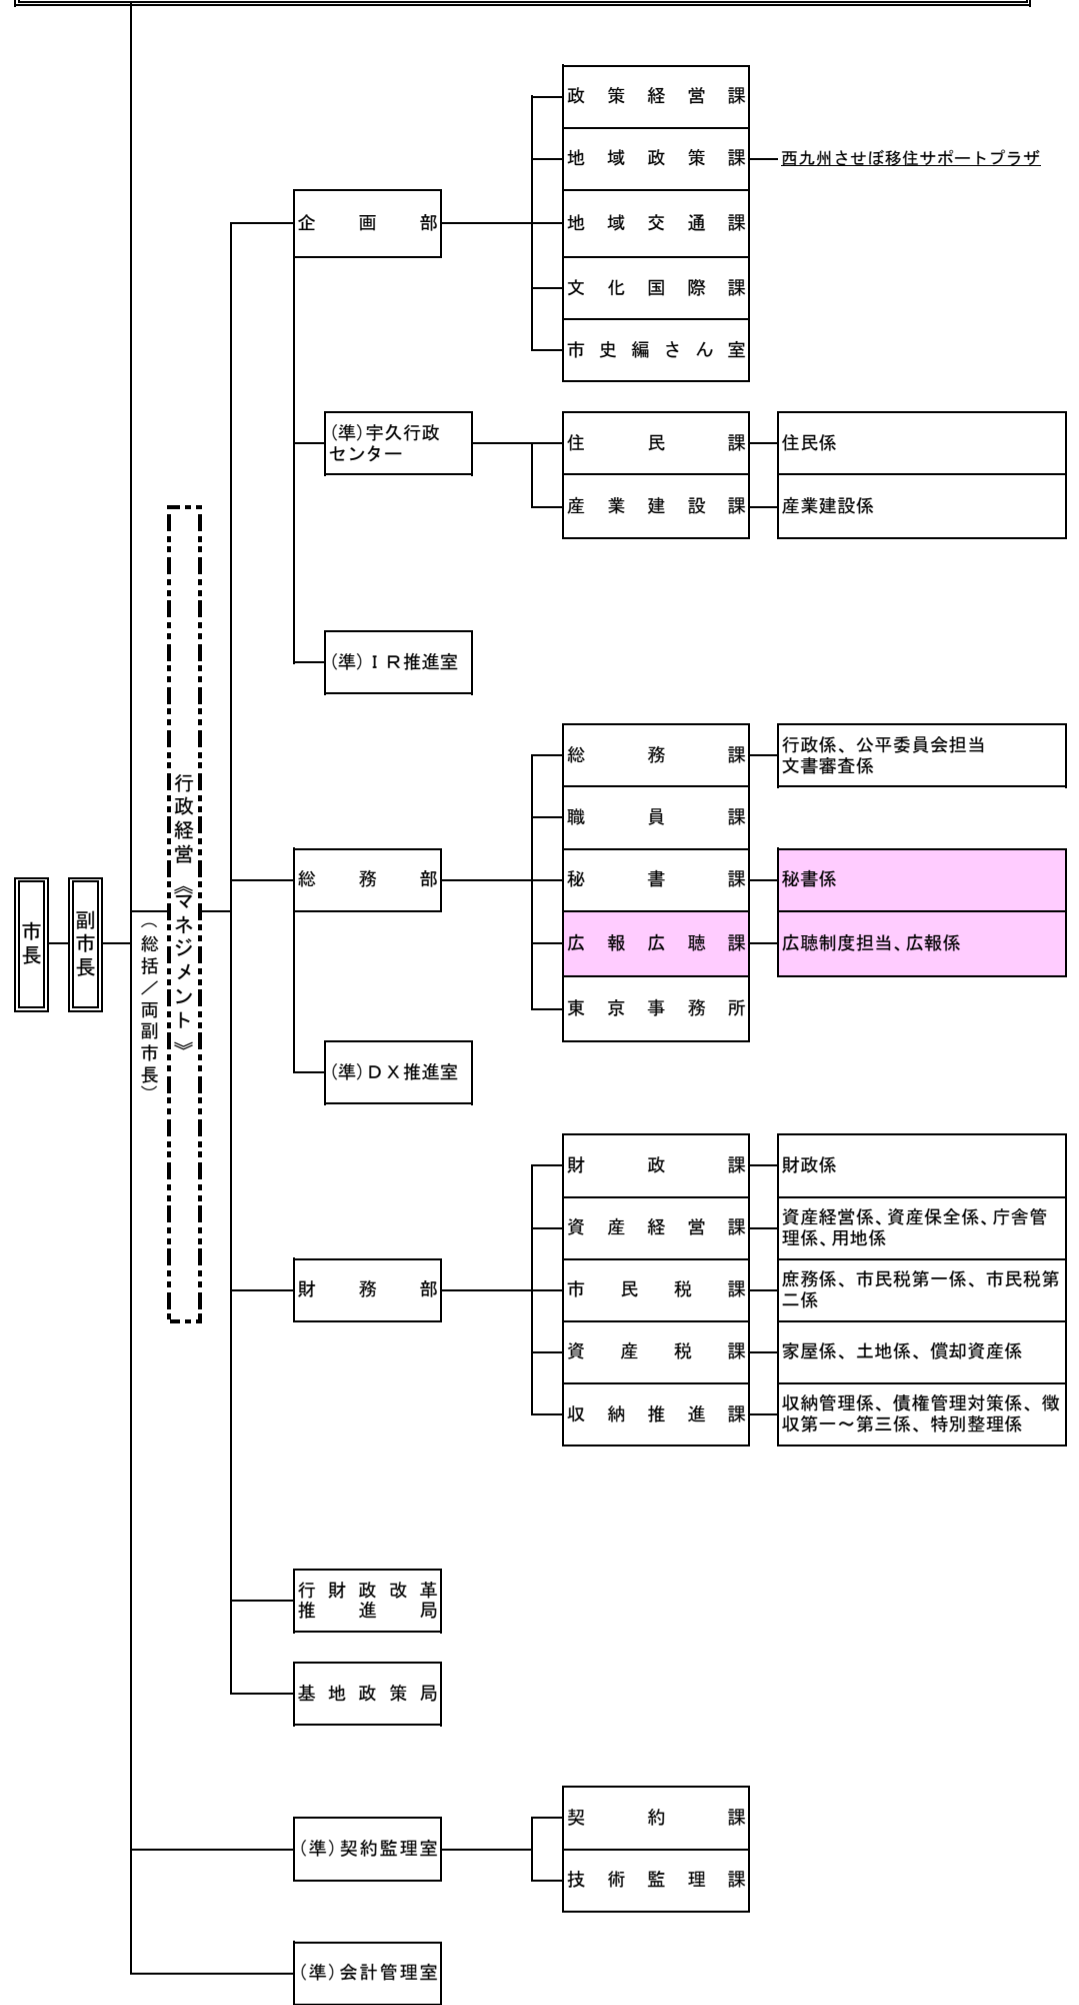 市長
副市長
(総括/両副市長)
行政経営《マネジメント》
企画部
政策経営課
地域政策課
西九州させぼ移住サポートプラザ
地域交通課
文化国際課
市史編さん室
(準)宇久行政
センター
住民課
住民係
産業建設課
産業建設係
(準)IR推進室
総務部
総務課
行政係、公平委員会担当
文書審査係
職員課
秘書課
秘書係
広報広聴課
広聴制度担当、広報係
東京事務所
(準)DX推進室
財務部
財政課
財政係
資産経営課
資産経営係、資産保全係、庁舎管
理係、用地係
市民税課
庶務係、市民税第一係、市民税第
二係
資産税課
家屋係、土地係、償却資産係
収納推進課
収納管理係、債権管理対策係、徴
収第一~第三係、特別整理係
行財政改革
推進局
基地政策局
(準)契約監理室
契約課
技術監理課
(準)会計管理室